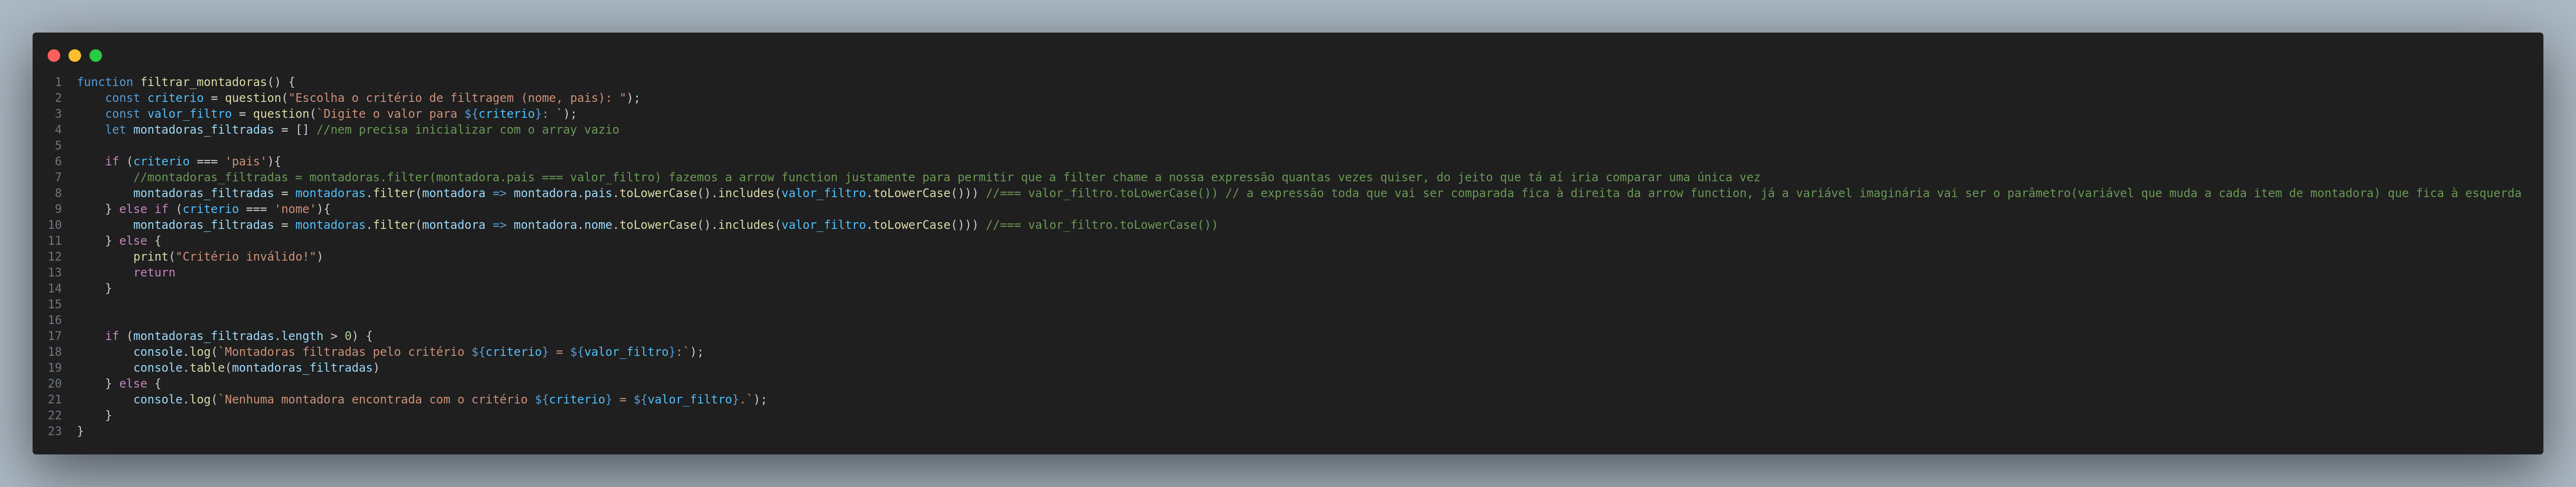 1 function filtrar_montadoras() {
2     const criterio = question("Escolha o critério de filtragem (nome, pais): ");
3     const valor_filtro = question(`Digite o valor para ${criterio}: `);
4     let montadoras_filtradas = [] //nem precisa inicializar com o array vazio
5
6     if (criterio === 'pais'){
7         //montadoras_filtradas = montadoras.filter(montadora.pais === valor_filtro) fazemos a arrow function justamente para permitir que a filter chame a nossa expressão quantas vezes quiser, do jeito que tá aí iria comparar uma única vez
8         montadoras_filtradas = montadoras.filter(montadora => montadora.pais.toLowerCase().includes(valor_filtro.toLowerCase())) //=== valor_filtro.toLowerCase()) // a expressão toda que vai ser comparada fica à direita da arrow function, já a variável imaginária vai ser o parâmetro(variável que muda a cada item de montadora) que fica à esquerda
9     } else if (criterio === 'nome'){
10         montadoras_filtradas = montadoras.filter(montadora => montadora.nome.toLowerCase().includes(valor_filtro.toLowerCase())) //=== valor_filtro.toLowerCase())
11     } else {
12         print("Critério inválido!")
13         return
14     }
15
16
17     if (montadoras_filtradas.length > 0) {
18         console.log(`Montadoras filtradas pelo critério ${criterio} = ${valor_filtro}:`);
19         console.table(montadoras_filtradas)
20     } else {
21         console.log(`Nenhuma montadora encontrada com o critério ${criterio} = ${valor_filtro}.`);
22     }
23 }